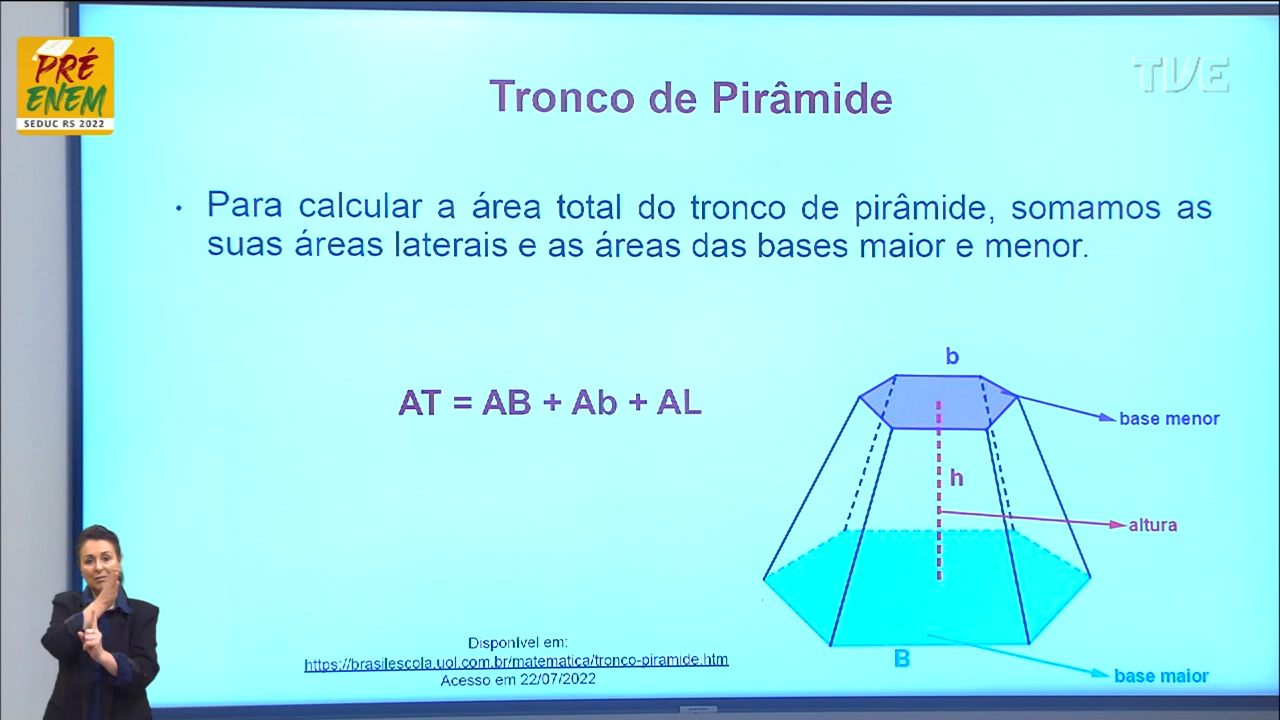 PRÉ
ENEM
SEDUC RS 2022
TVE
Tronco de Pirâmide
• Para calcular a área total do tronco de pirâmide, somamos as
suas áreas laterais e as áreas das bases maior e menor.
AT = AB + Ab + AL
b
base menor
h
altura
B
base maior
Disponível em:
https://brasilescola.uol.com.br/matematica/tronco-piramide.htm
Acesso em 22/07/2022